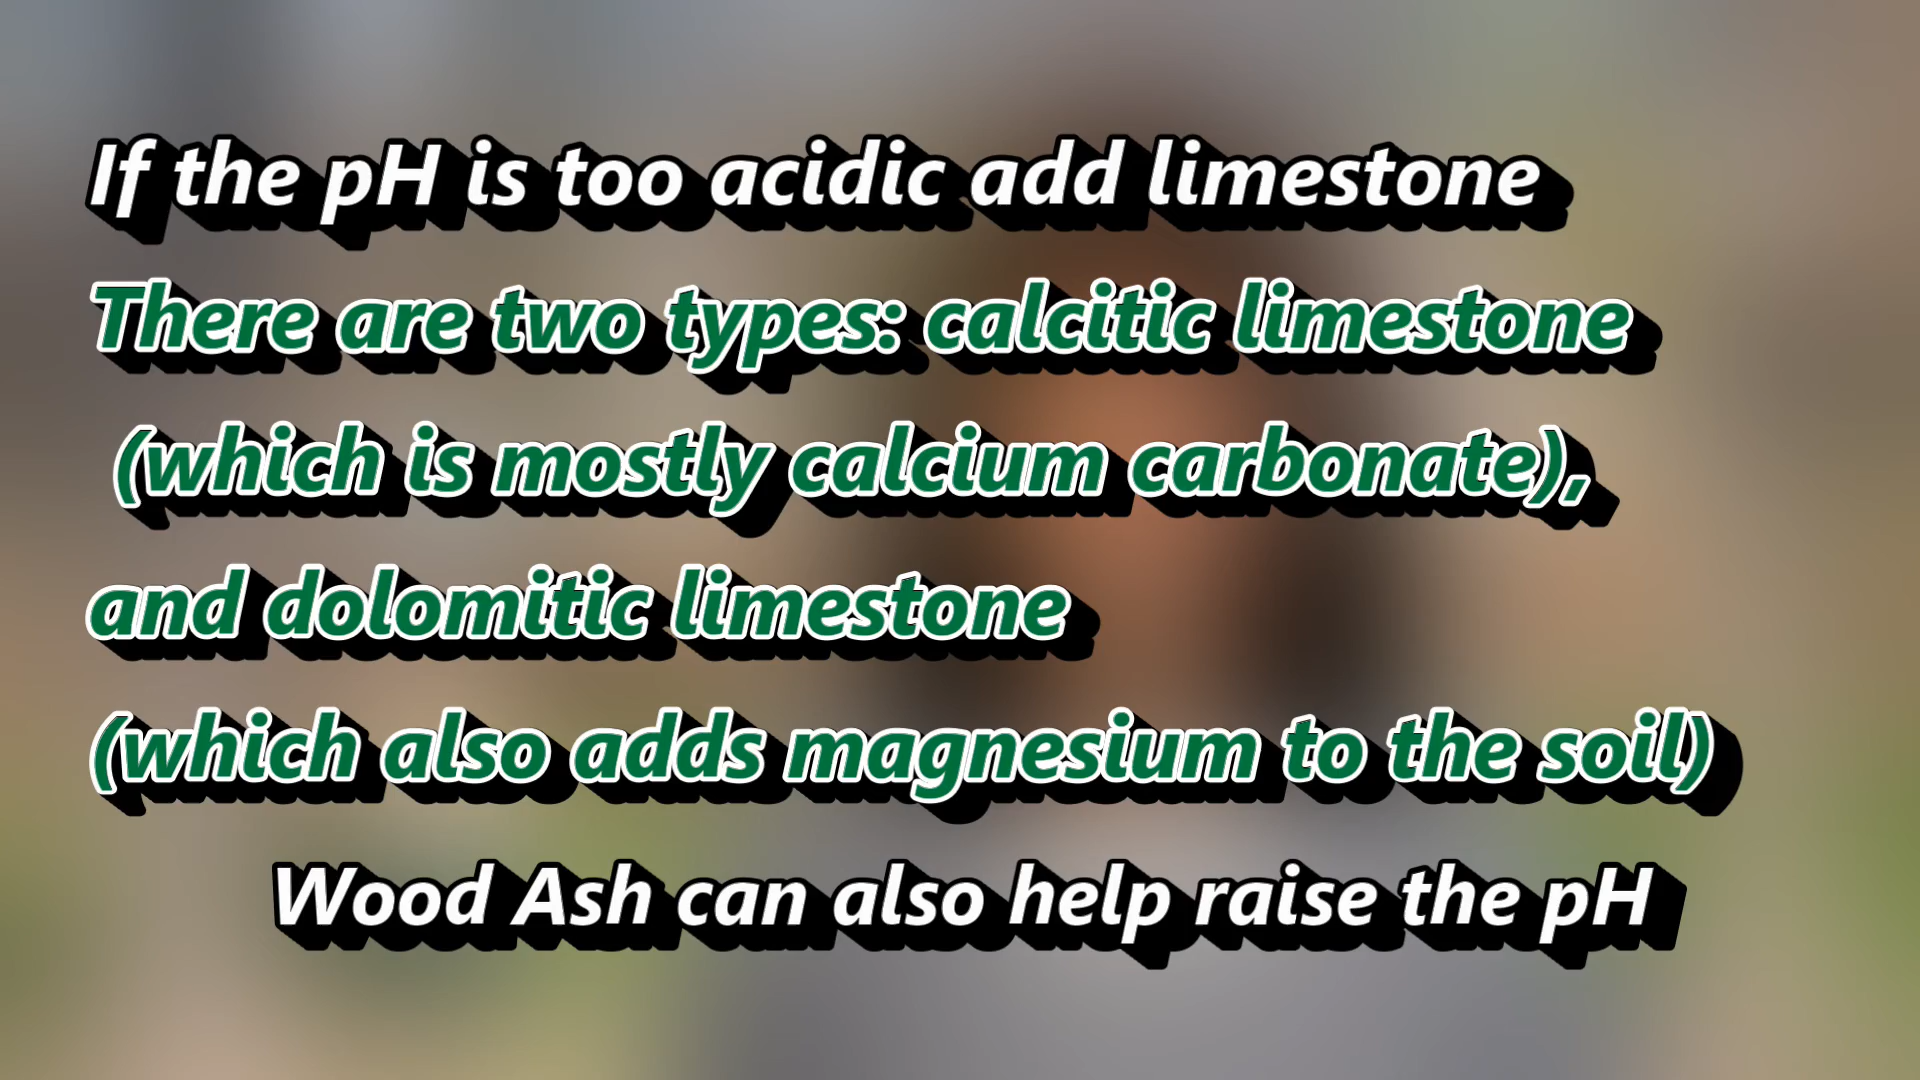 If the pH is too acidic add limestone
There are two types: calcitic limestone
(which is mostly calcium carbonate),
and dolomitic limestone
(which also adds magnesium to the soil)
Wood Ash can also help raise the pH